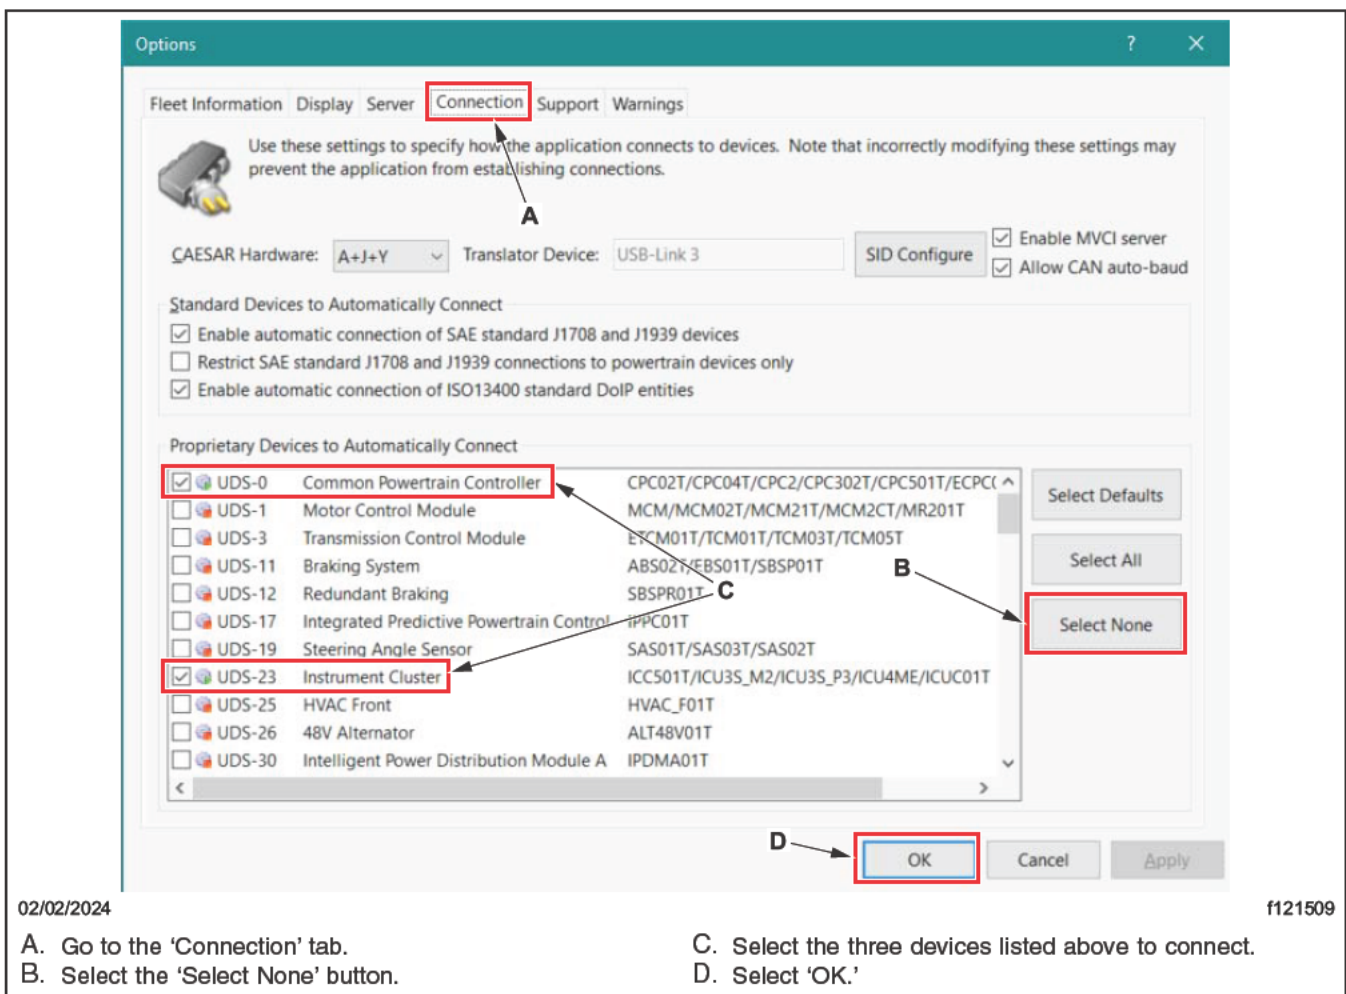 Options ? ×
Fleet Information Display Server Connection Support Warnings
Use these settings to specify how the application connects to devices. Note that incorrectly modifying these settings may
prevent the application from establishing connections.
A
CAESAR Hardware: A+J+Y Translator Device: USB-Link 3 SID Configure
Enable MVCI server
Allow CAN auto-baud
Standard Devices to Automatically Connect
Enable automatic connection of SAE standard J1708 and J1939 devices
Restrict SAE standard J1708 and J1939 connections to powertrain devices only
Enable automatic connection of ISO13400 standard DoIP entities
Proprietary Devices to Automatically Connect
UDS-0 Common Powertrain Controller CPC02T/CPC04T/CPC2/CPC302T/CPC501T/ECPC(
UDS-1 Motor Control Module MCM/MCM02T/MCM21T/MCM2CT/MR201T
UDS-3 Transmission Control Module ETCM01T/TCM01T/TCM03T/TCM05T
UDS-11 Braking System ABS02T/EBS01T/SBSP01T
UDS-12 Redundant Braking SBSPR01T
UDS-17 Integrated Predictive Powertrain Control IPPC01T
UDS-19 Steering Angle Sensor SAS01T/SAS03T/SAS02T
UDS-23 Instrument Cluster ICC501T/ICU3S_M2/ICU3S_P3/ICU4ME/ICUC01T
UDS-25 HVAC Front HVAC_F01T
UDS-26 48V Alternator ALT48V01T
UDS-30 Intelligent Power Distribution Module A IPDMA01T
Select Defaults
Select All
Select None
B
C
D
OK Cancel Apply
02/02/2024 f121509
A. Go to the ‘Connection’ tab.
B. Select the ‘Select None’ button.
C. Select the three devices listed above to connect.
D. Select ‘OK.’